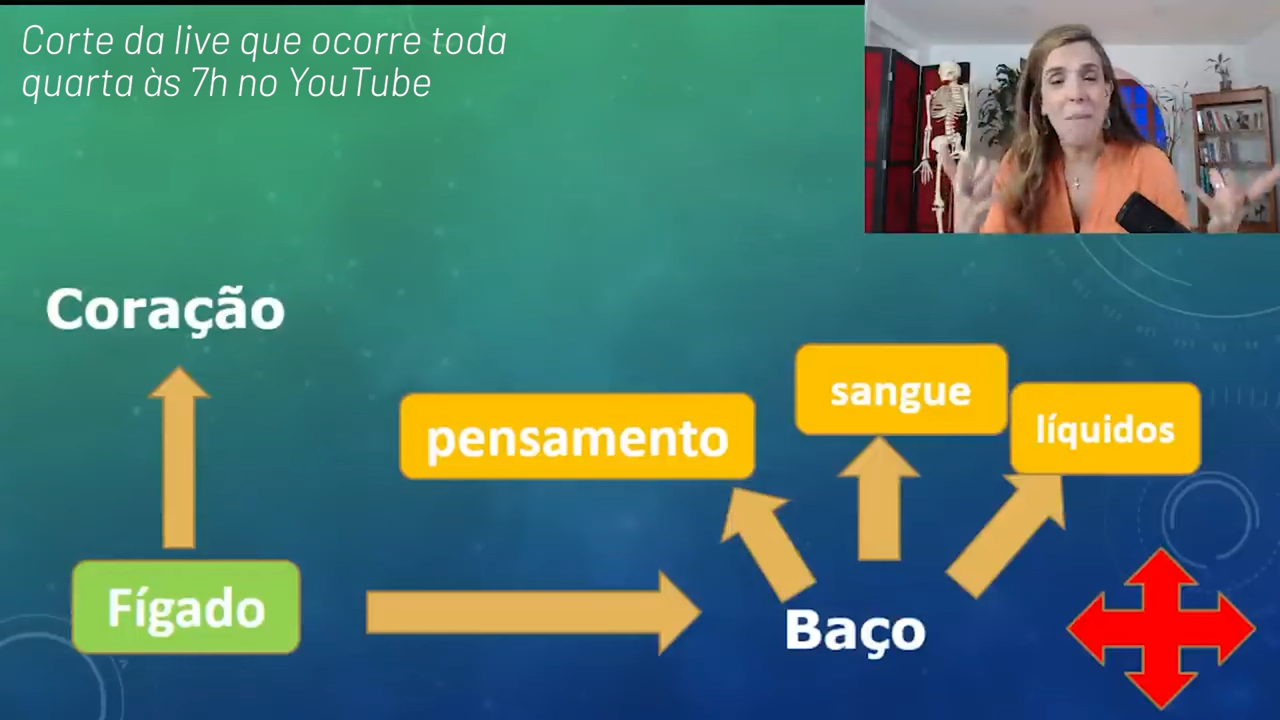 Corte da live que ocorre toda
quarta às 7h no YouTube
Coração
sangue
líquidos
pensamento
Fígado
Baço